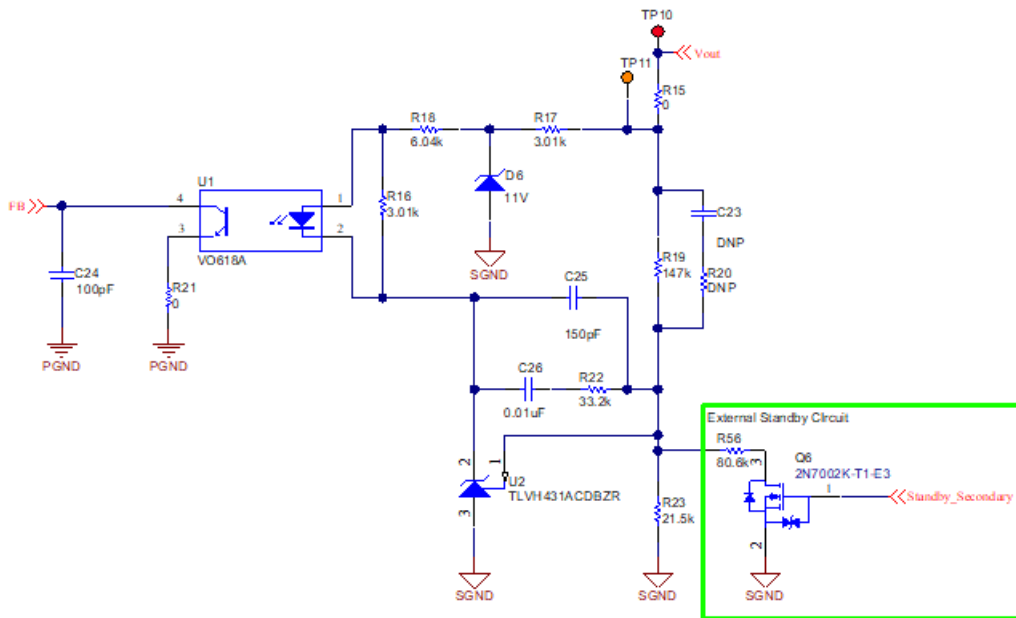 TP10
Vout
TP11
R15
0
R18
6.04k
R17
3.01k
U1
FB
4
3
1
2
VO618A
R16
3.01k
D6
11V
SGND
C23
DNP
R19
147k
R20
DNP
C24
100pF
R21
0
PGND
PGND
C25
150pF
C26
0.01uF
R22
33.2k
External Standby CIrcuit
R56
80.6k
Q6
2N7002K-T1-E3
3
1
2
Standby_Secondary
2
1
3
U2
TLVH431ACDBZR
R23
21.5k
SGND
SGND
SGND